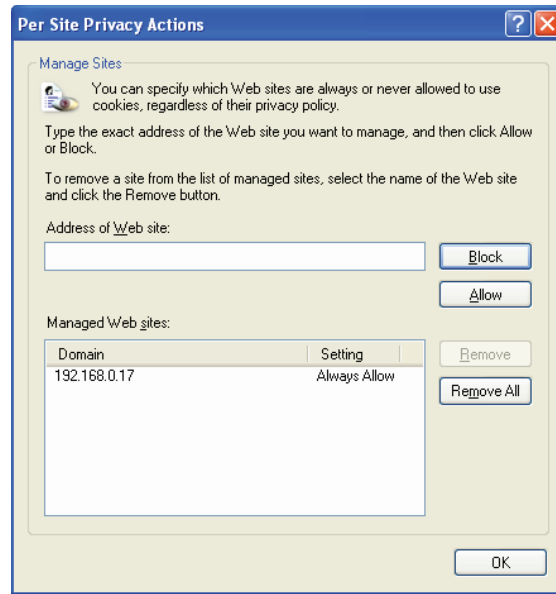 Per Site Privacy Actions
Manage Sites
You can specify which Web sites are always or never allowed to use
cookies, regardless of their privacy policy.
Type the exact address of the Web site you want to manage, and then click Allow
or Block.
To remove a site from the list of managed sites, select the name of the Web site
and click the Remove button.
Address of Web site:
Block
Allow
Managed Web sites:
Domain Setting
Remove
192.168.0.17 Always Allow
Remove All
OK